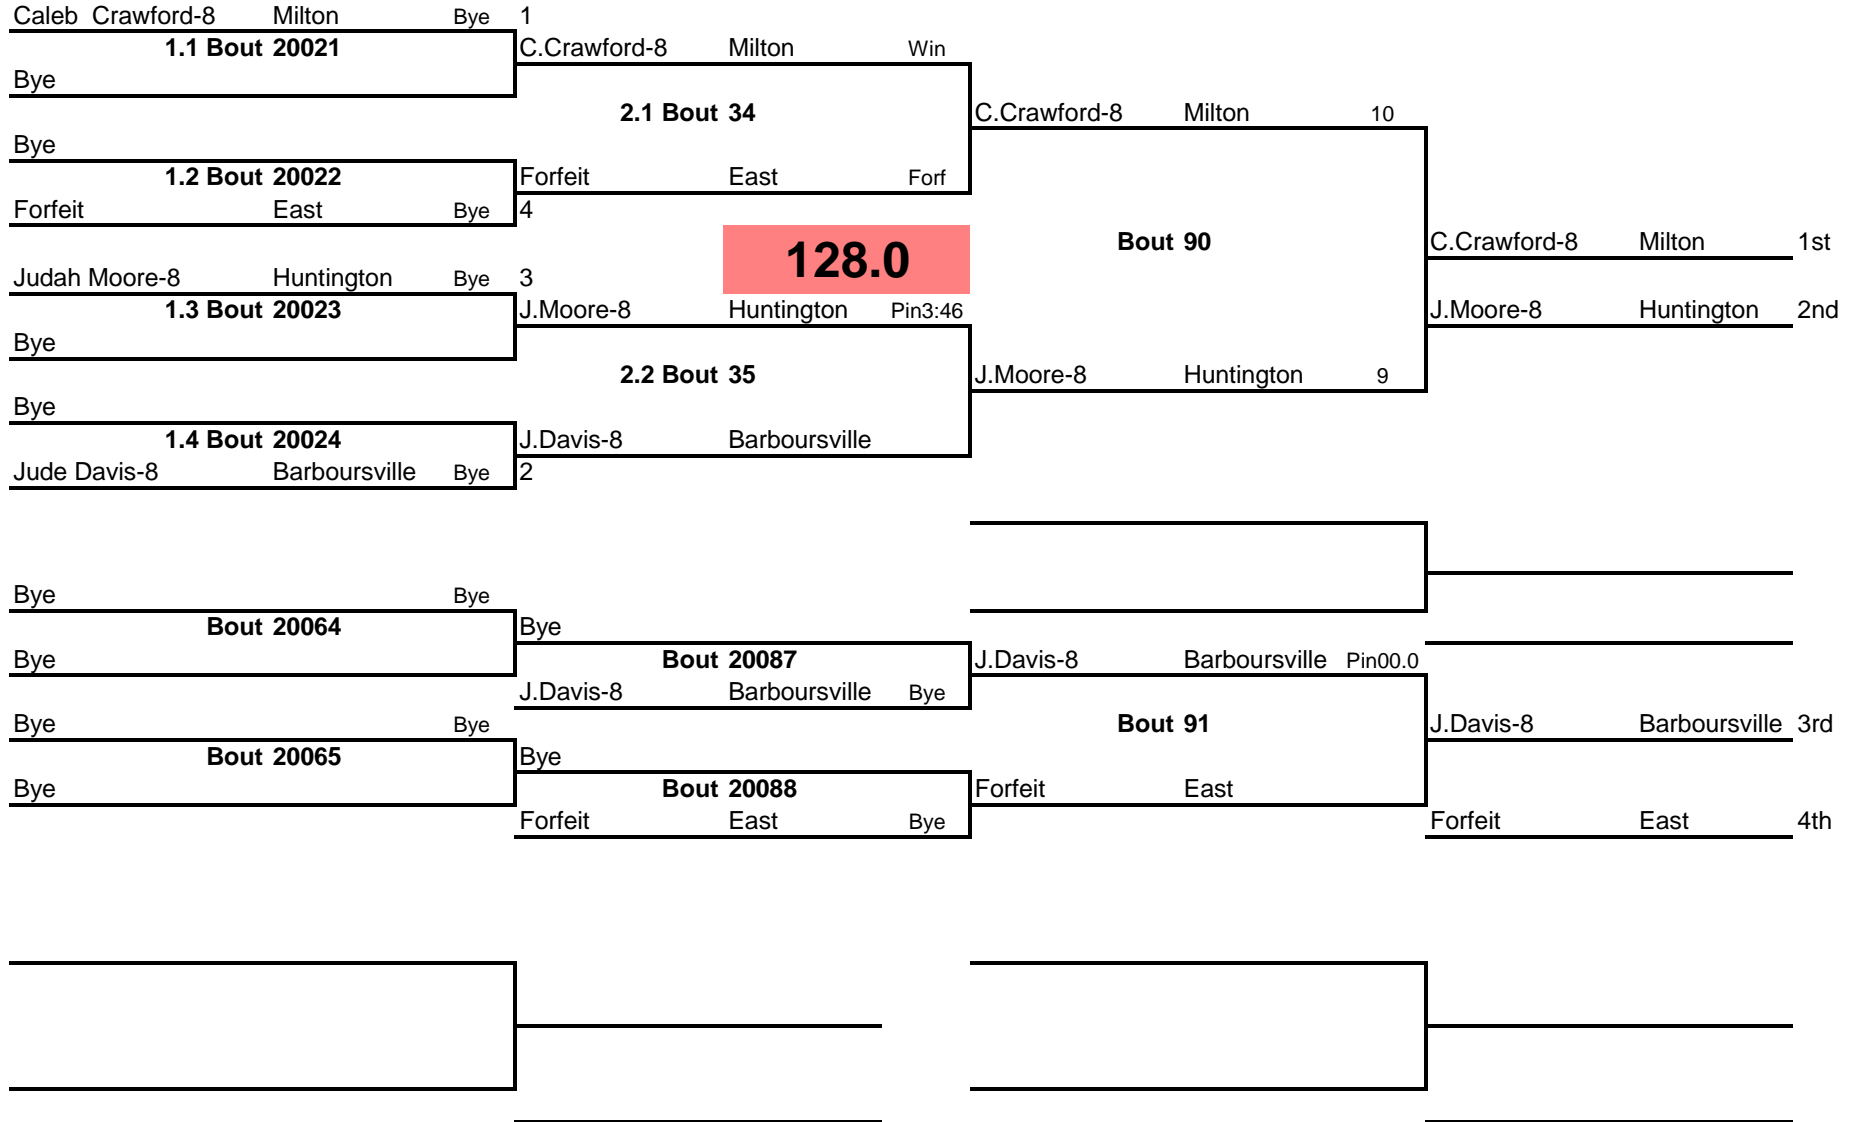 Caleb  Crawford-8 Milton Bye 1
1.1 Bout 20021 C.Crawford-8 Milton Win
Bye
2.1 Bout 34 C.Crawford-8 Milton 10
Bye
1.2 Bout 20022 Forfeit East Forf
Forfeit East Bye 4
128.0 Bout 90 C.Crawford-8 Milton 1st
Judah Moore-8 Huntington Bye 3
1.3 Bout 20023 J.Moore-8 Huntington Pin3:46 J.Moore-8 Huntington 2nd
Bye
2.2 Bout 35 J.Moore-8 Huntington 9
Bye
1.4 Bout 20024 J.Davis-8 Barboursville
Jude Davis-8 Barboursville Bye 2
Bye Bye
Bout 20064 Bye
Bye Bout 20087 J.Davis-8 Barboursville Pin00.0
J.Davis-8 Barboursville Bye
Bye Bye Bout 91 J.Davis-8 Barboursville 3rd
Bout 20065 Bye
Bye Bout 20088 Forfeit East
Forfeit East Bye Forfeit East 4th